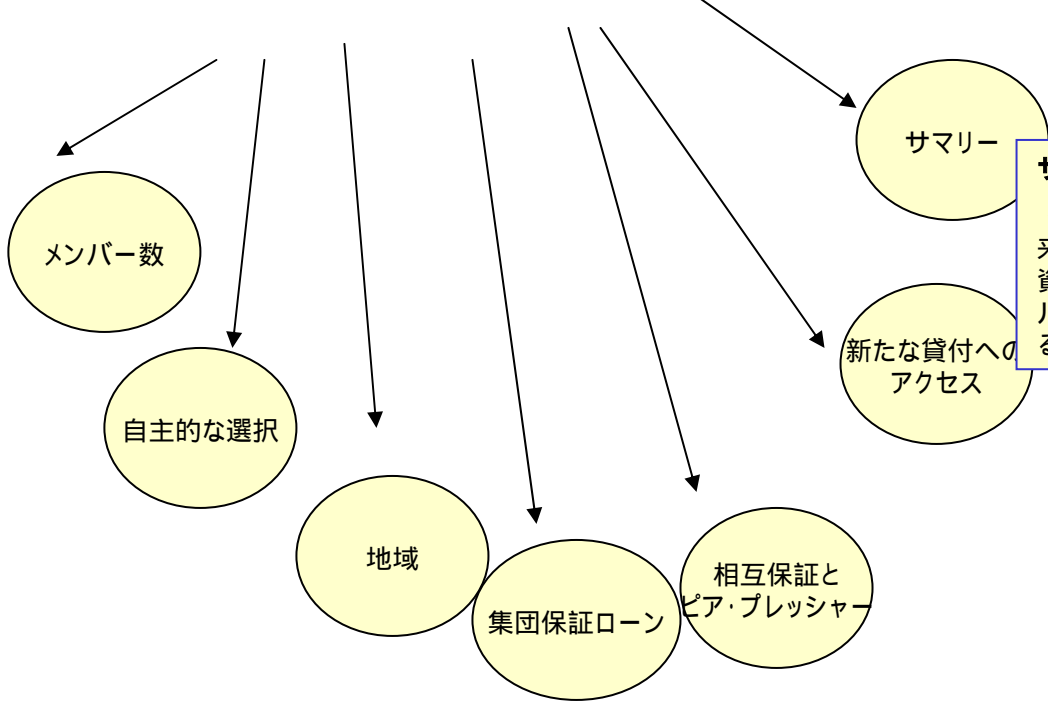 サマリー
メンバー数
新たな貸付への
アクセス
自主的な選択
地域
相互保証と
ピア・プレッシャー
集団保証ローン
資
る